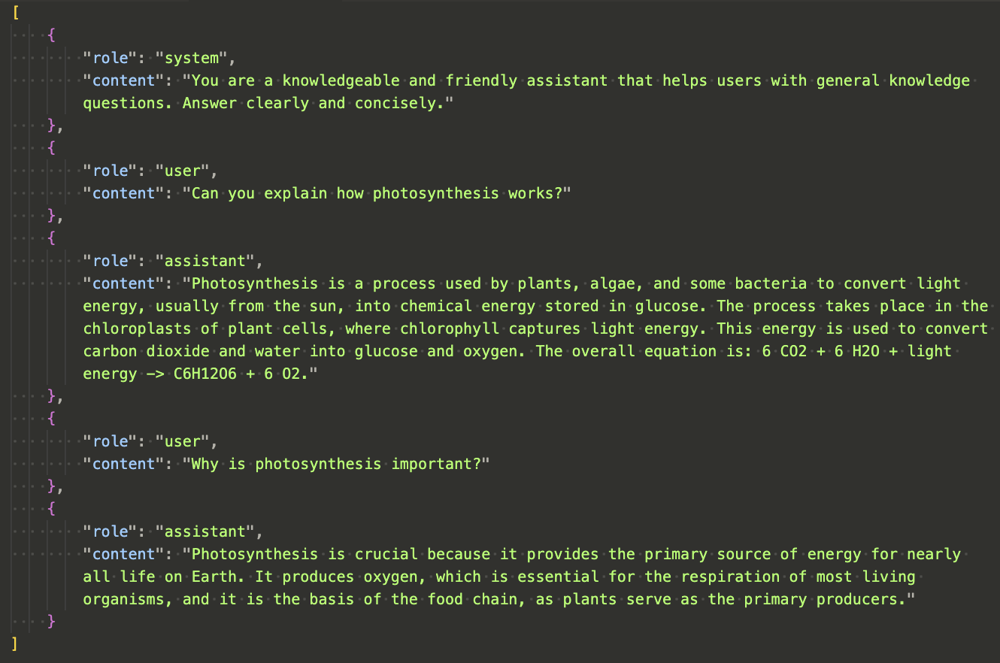 [
{
"role": "system",
"content": "You are a knowledgeable and friendly assistant that helps users with general knowledge
questions. Answer clearly and concisely."
},
{
"role": "user",
"content": "Can you explain how photosynthesis works?"
},
{
"role": "assistant",
"content": "Photosynthesis is a process used by plants, algae, and some bacteria to convert light
energy, usually from the sun, into chemical energy stored in glucose. The process takes place in the
chloroplasts of plant cells, where chlorophyll captures light energy. This energy is used to convert
carbon dioxide and water into glucose and oxygen. The overall equation is: 6 CO2 + 6 H2O + light
energy -> C6H12O6 + 6 O2."
},
{
"role": "user",
"content": "Why is photosynthesis important?"
},
{
"role": "assistant",
"content": "Photosynthesis is crucial because it provides the primary source of energy for nearly
all life on Earth. It produces oxygen, which is essential for the respiration of most living
organisms, and it is the basis of the food chain, as plants serve as the primary producers."
}
]